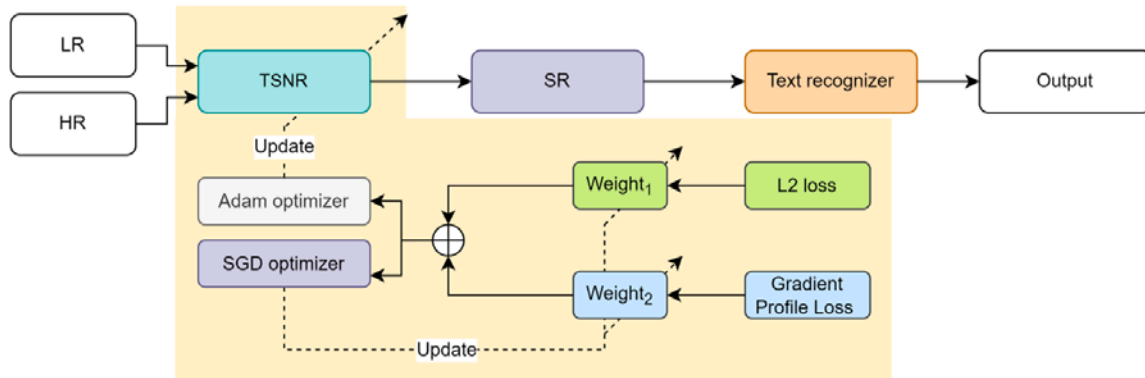 LR
HR
TSNR
SR
Text recognizer
Output
Update
Adam optimizer
SGD optimizer
Weight₁
L2 loss
Weight₂
Gradient
Profile Loss
Update